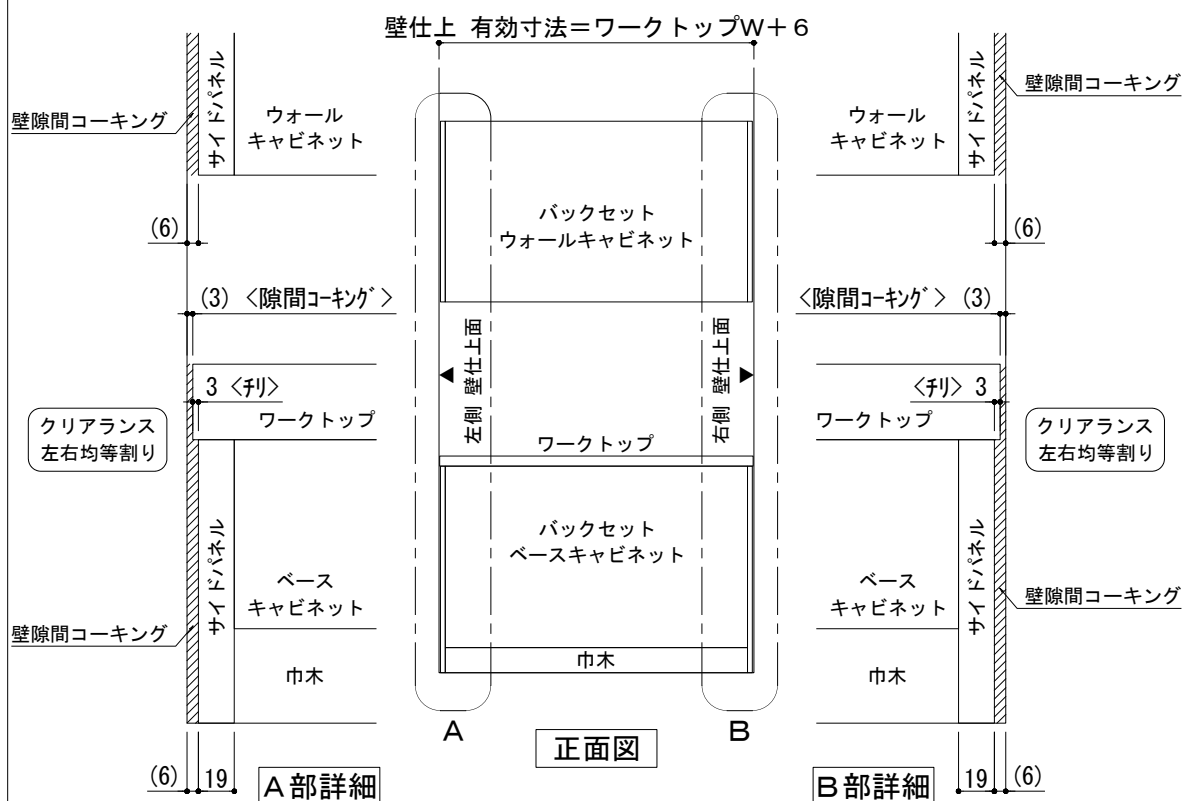 壁仕上 有効寸法＝ワークトップW＋6
サイドパネル
ウォール
キャビネット
壁隙間コーキング
(6)
(3) <隙間ｺｰｷﾝｸﾞ>
3 <ﾁﾘ>
ワークトップ
クリアランス
左右均等割り
サイドパネル
ベース
キャビネット
壁隙間コーキング
巾木
(6)
19
A部詳細
バックセット
ウォールキャビネット
左側 壁仕上面
右側 壁仕上面
ワークトップ
バックセット
ベースキャビネット
巾木
A
B
正面図
ウォール
キャビネット
サイドパネル
壁隙間コーキング
(6)
<隙間ｺｰｷﾝｸﾞ> (3)
<ﾁﾘ> 3
ワークトップ
クリアランス
左右均等割り
ベース
キャビネット
サイドパネル
壁隙間コーキング
巾木
19
(6)
B部詳細